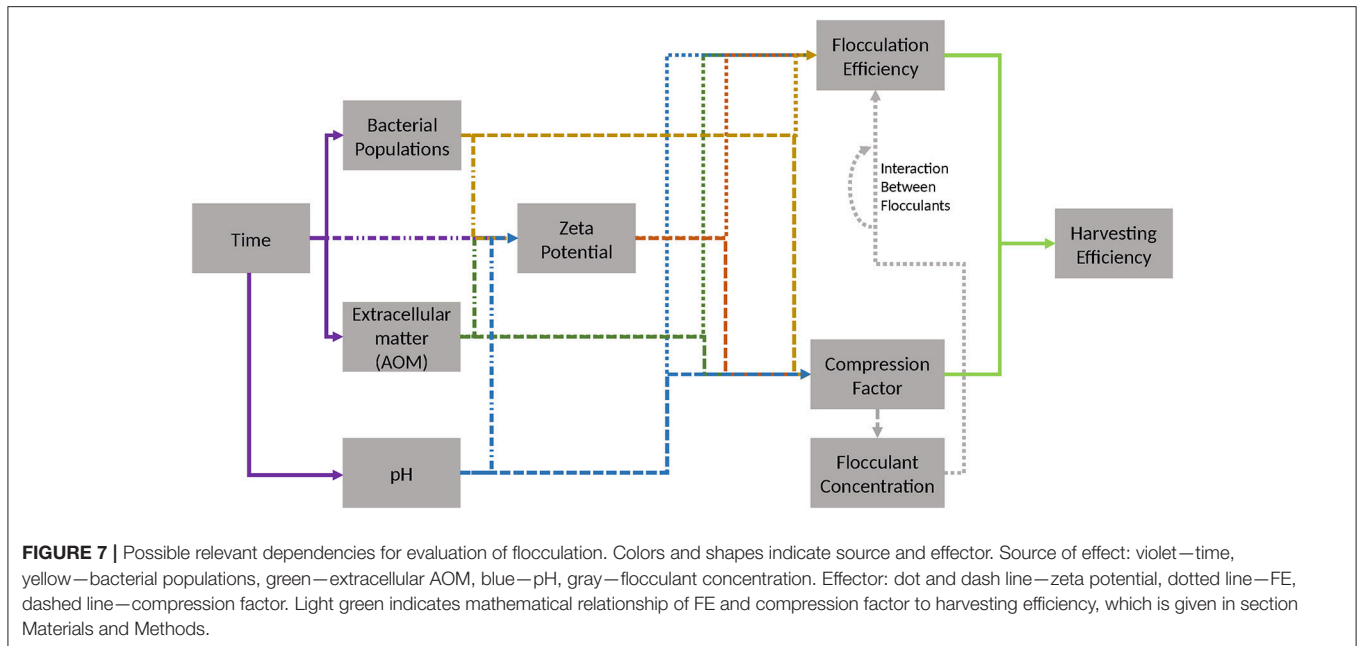 Flocculation
Efficiency
Bacterial
Populations
Interaction
Between
Flocculants
Time
Zeta
Potential
Harvesting
Efficiency
Extracellular
matter
(AOM)
Compression
Factor
pH
Flocculant
Concentration
FIGURE 7 | Possible relevant dependencies for evaluation of flocculation. Colors and shapes indicate source and effector. Source of effect: violet—time,
yellow—bacterial populations, green—extracellular AOM, blue—pH, gray—flocculant concentration. Effector: dot and dash line—zeta potential, dotted line—FE,
dashed line—compression factor. Light green indicates mathematical relationship of FE and compression factor to harvesting efficiency, which is given in section
Materials and Methods.